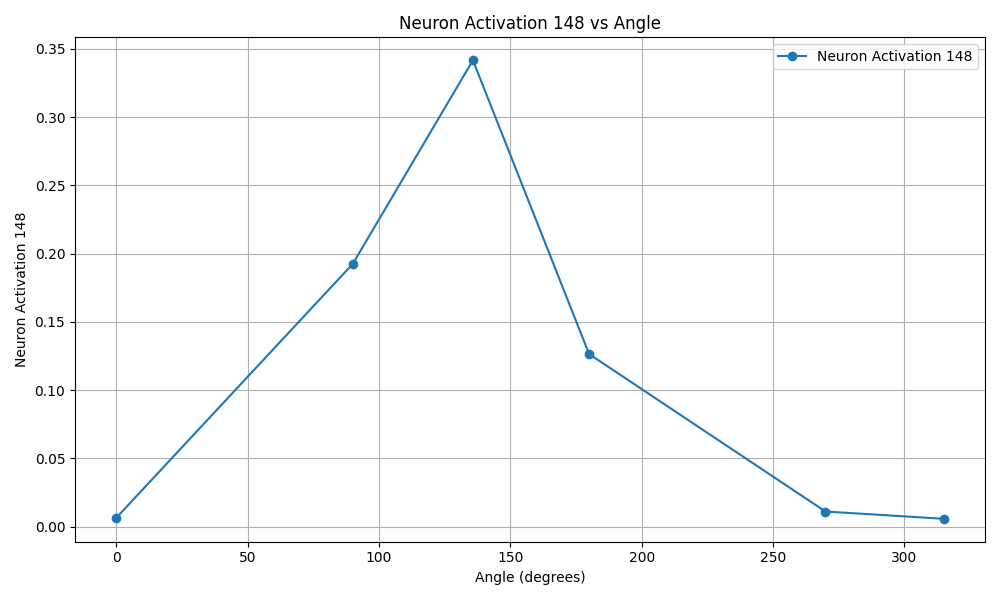 Neuron Activation 148 vs Angle
Neuron Activation 148
Neuron Activation 148
0.35
0.30
0.25
0.20
0.15
0.10
0.05
0.00
0 50 100 150 200 250 300
Angle (degrees)